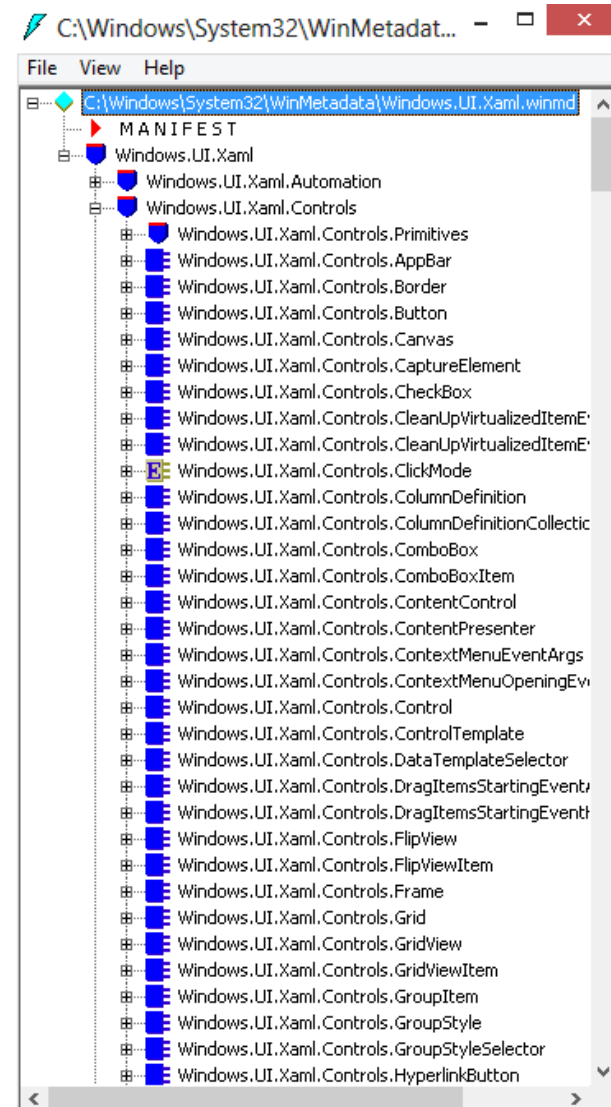 C:\Windows\System32\WinMetadat...
File View Help
C:\Windows\System32\WinMetadata\Windows.UI.Xaml.winmd
M A N I F E S T
Windows.UI.Xaml
Windows.UI.Xaml.Automation
Windows.UI.Xaml.Controls
Windows.UI.Xaml.Controls.Primitives
Windows.UI.Xaml.Controls.AppBar
Windows.UI.Xaml.Controls.Border
Windows.UI.Xaml.Controls.Button
Windows.UI.Xaml.Controls.Canvas
Windows.UI.Xaml.Controls.CaptureElement
Windows.UI.Xaml.Controls.CheckBox
Windows.UI.Xaml.Controls.CleanUpVirtualizedItemE
Windows.UI.Xaml.Controls.CleanUpVirtualizedItemE
E Windows.UI.Xaml.Controls.ClickMode
Windows.UI.Xaml.Controls.ColumnDefinition
Windows.UI.Xaml.Controls.ColumnDefinitionCollectic
Windows.UI.Xaml.Controls.ComboBox
Windows.UI.Xaml.Controls.ComboBoxItem
Windows.UI.Xaml.Controls.ContentControl
Windows.UI.Xaml.Controls.ContentPresenter
Windows.UI.Xaml.Controls.ContextMenuEventArgs
Windows.UI.Xaml.Controls.ContextMenuOpeningEv
Windows.UI.Xaml.Controls.Control
Windows.UI.Xaml.Controls.ControlTemplate
Windows.UI.Xaml.Controls.DataTemplateSelector
Windows.UI.Xaml.Controls.DragItemsStartingEvent
Windows.UI.Xaml.Controls.DragItemsStartingEvent
Windows.UI.Xaml.Controls.FlipView
Windows.UI.Xaml.Controls.FlipViewItem
Windows.UI.Xaml.Controls.Frame
Windows.UI.Xaml.Controls.Grid
Windows.UI.Xaml.Controls.GridView
Windows.UI.Xaml.Controls.GridViewItem
Windows.UI.Xaml.Controls.GroupItem
Windows.UI.Xaml.Controls.GroupStyle
Windows.UI.Xaml.Controls.GroupStyleSelector
Windows.UI.Xaml.Controls.HyperlinkButton